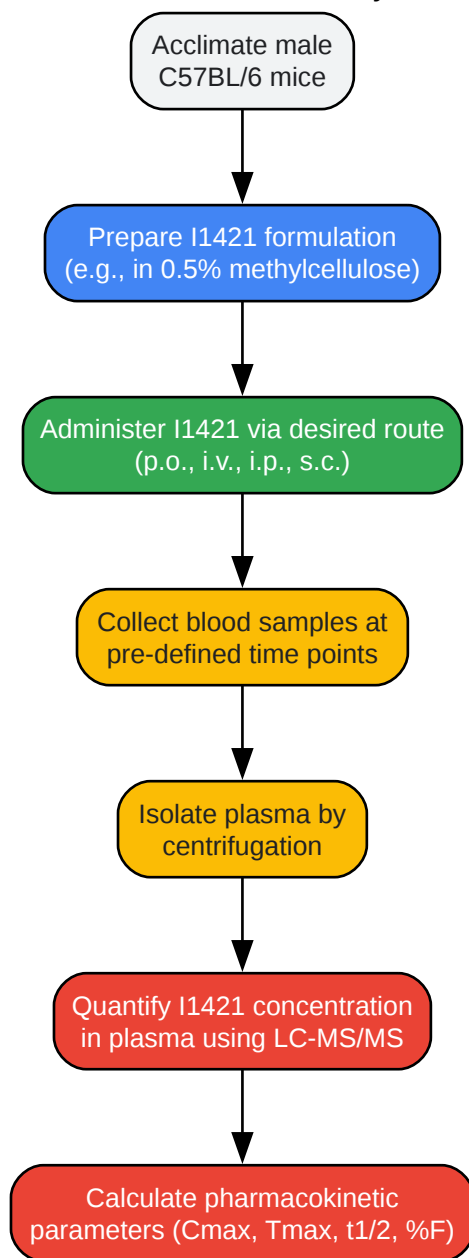 Acclimate male
C57BL/6 mice
Prepare I1421 formulation
(e.g., in 0.5% methylcellulose)
Administer I1421 via desired route
(p.o., i.v., i.p., s.c.)
Collect blood samples at
pre-defined time points
Isolate plasma by
centrifugation
Quantify I1421 concentration
in plasma using LC-MS/MS
Calculate pharmacokinetic
parameters (Cmax, Tmax, t1/2, %F)